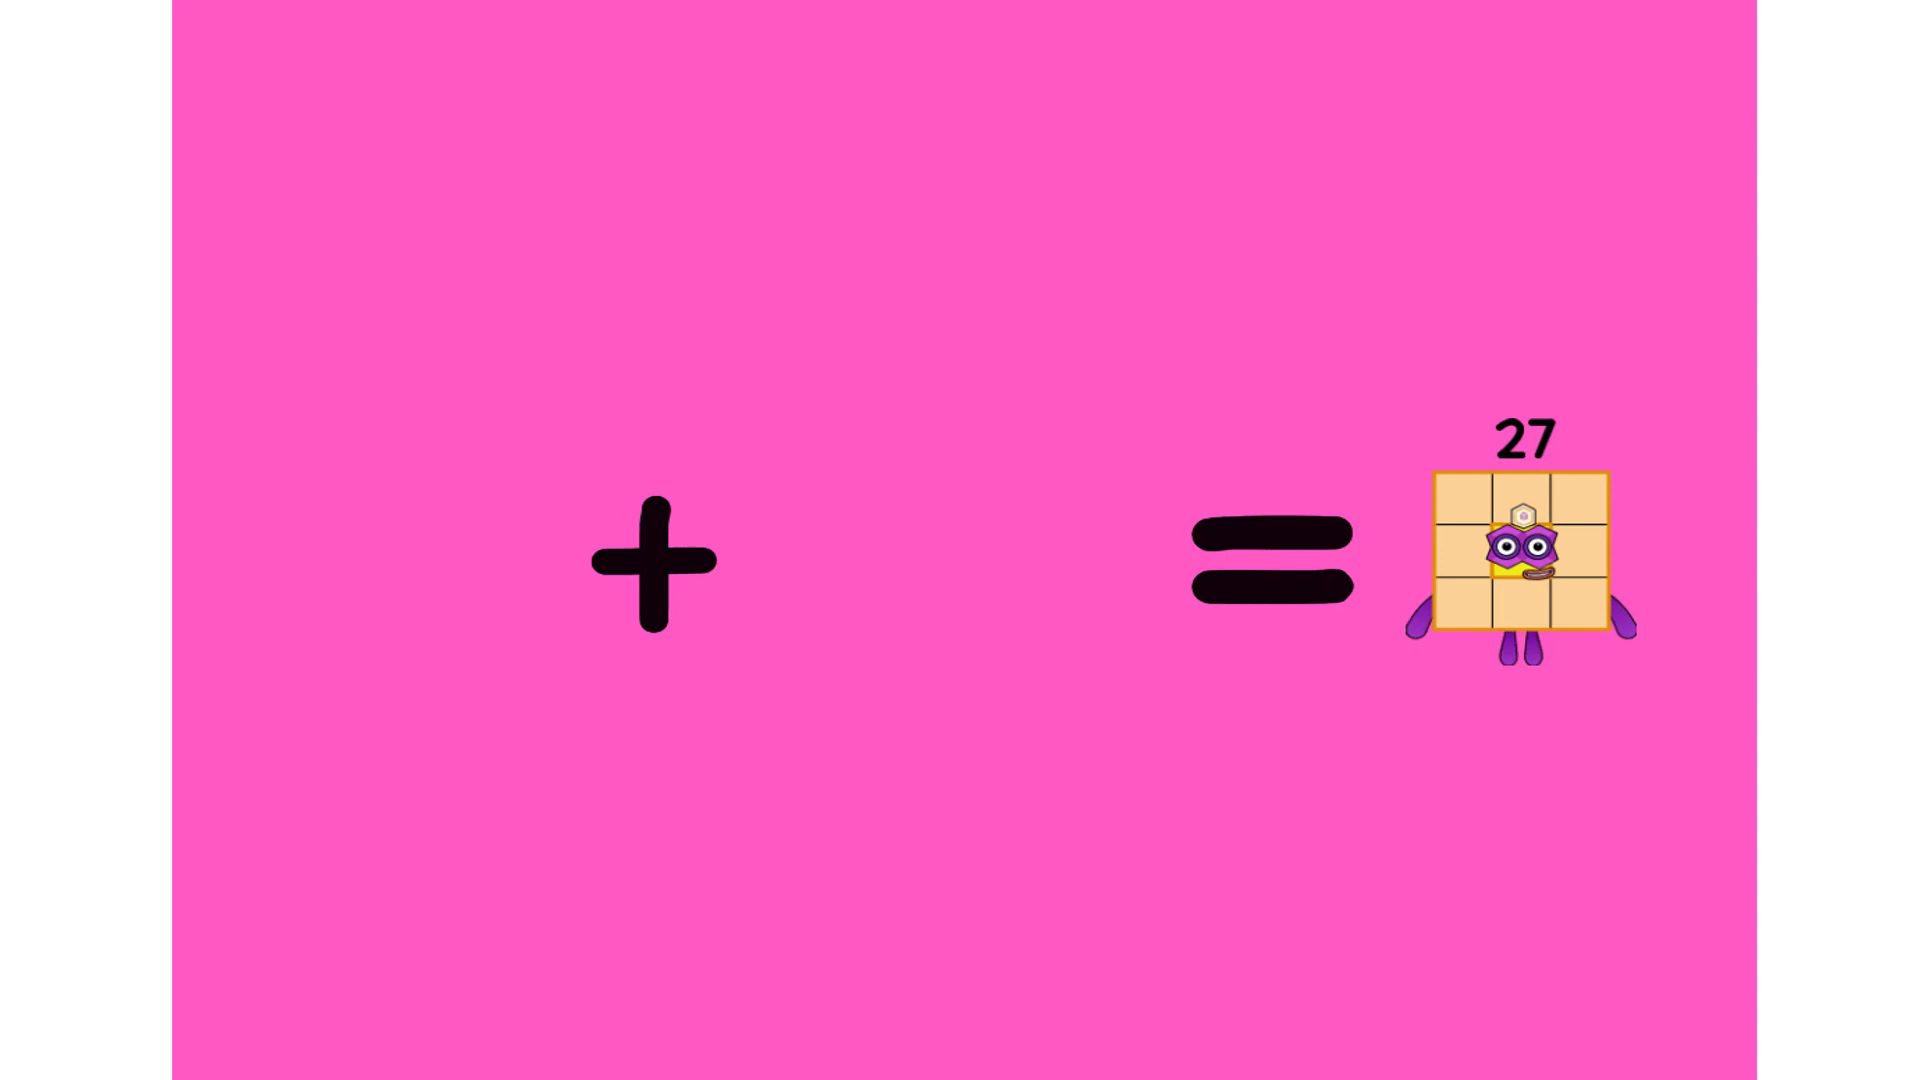 27
+ =